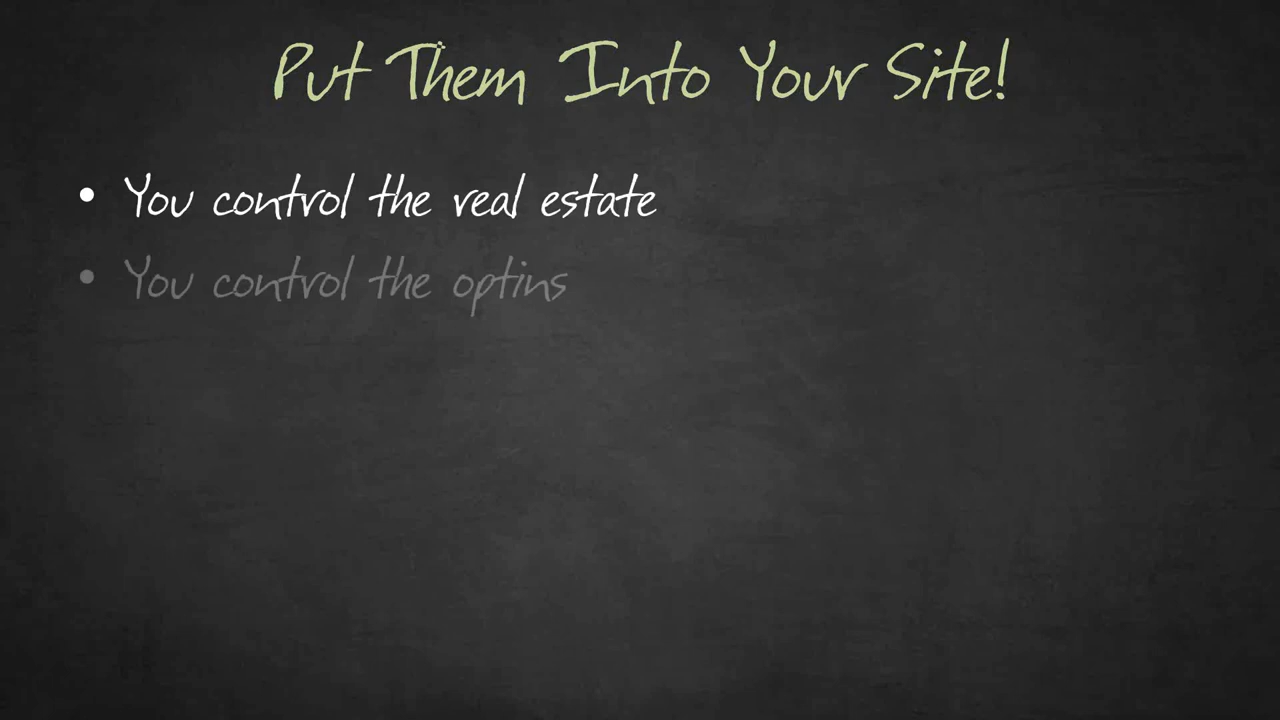 Put Them Into Your Site!
• You control the real estate
• You control the optins